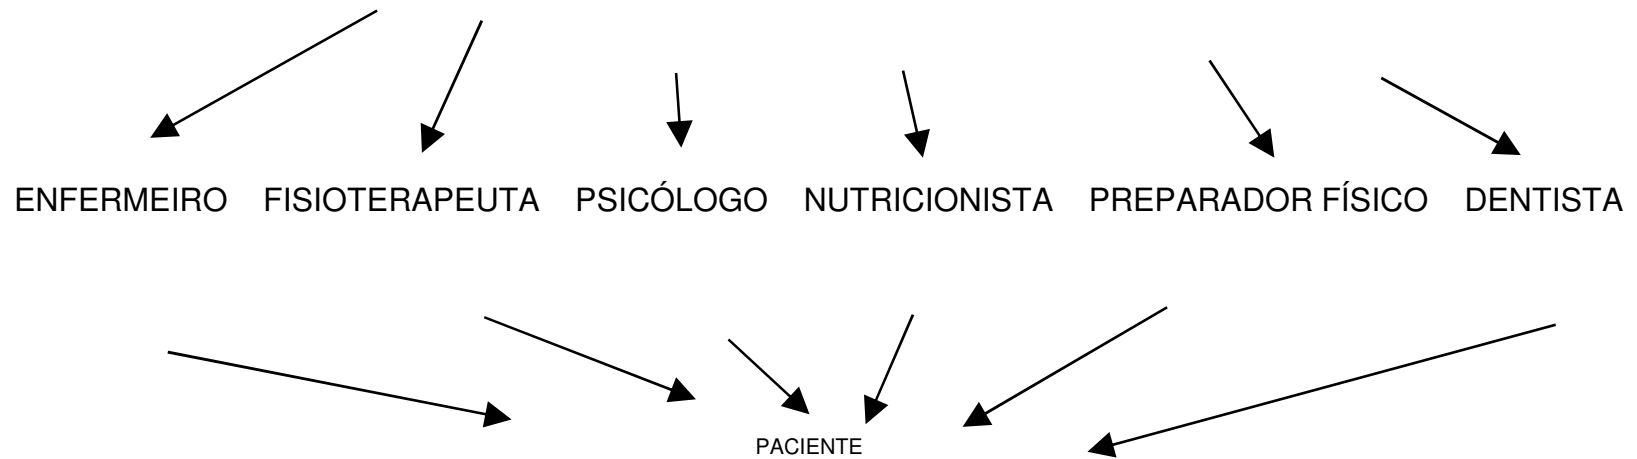 ENFERMEIRO FISIOTERAPEUTA PSICÓLOGO NUTRICIONISTA PREPARADOR FÍSICO DENTISTA
PACIENTE